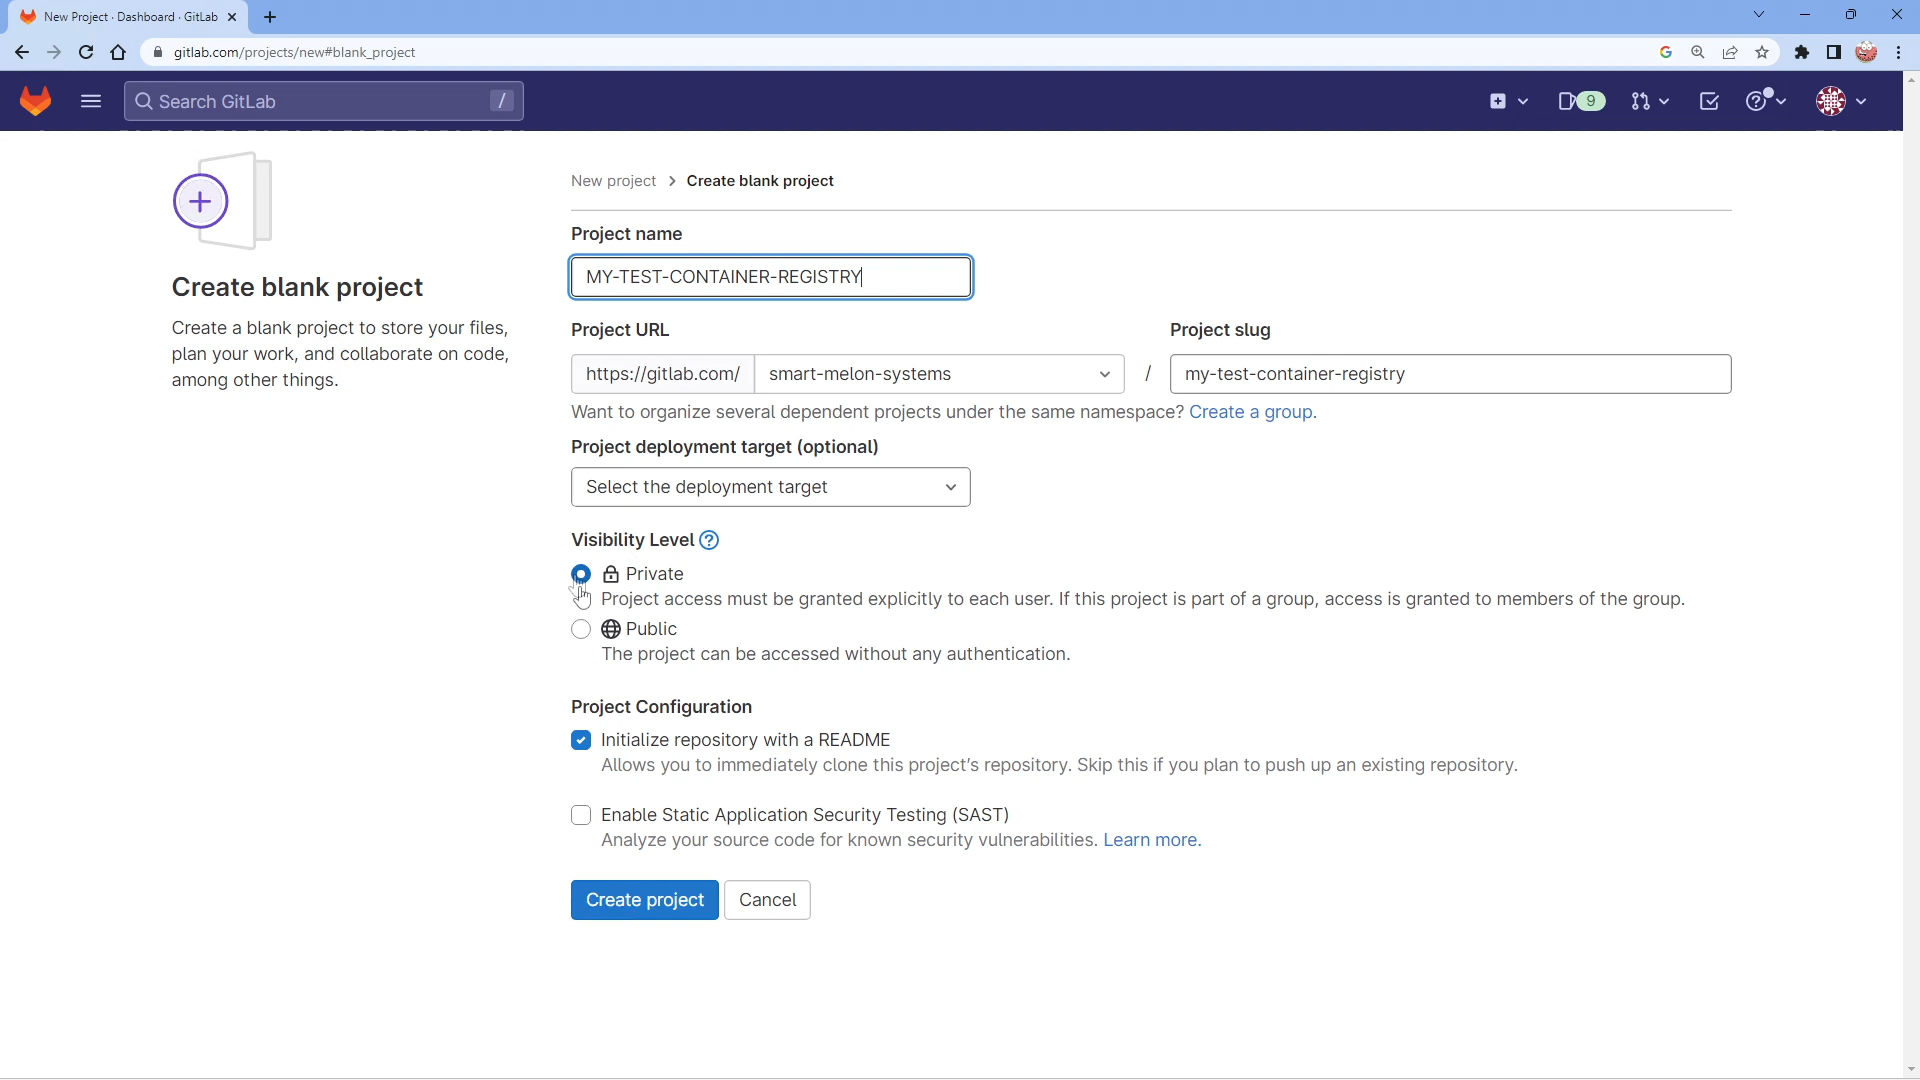 New Project · Dashboard · GitLab
gitlab.com/projects/new#blank_project
Search GitLab /
9
New project > Create blank project
Project name
MY-TEST-CONTAINER-REGISTRY
Create blank project
Create a blank project to store your files,
plan your work, and collaborate on code,
among other things.
Project URL
Project slug
https://gitlab.com/ smart-melon-systems / my-test-container-registry
Want to organize several dependent projects under the same namespace? Create a group.
Project deployment target (optional)
Select the deployment target
Visibility Level
Private
Project access must be granted explicitly to each user. If this project is part of a group, access is granted to members of the group.
Public
The project can be accessed without any authentication.
Project Configuration
Initialize repository with a README
Allows you to immediately clone this project's repository. Skip this if you plan to push up an existing repository.
Enable Static Application Security Testing (SAST)
Analyze your source code for known security vulnerabilities. Learn more.
Create project Cancel